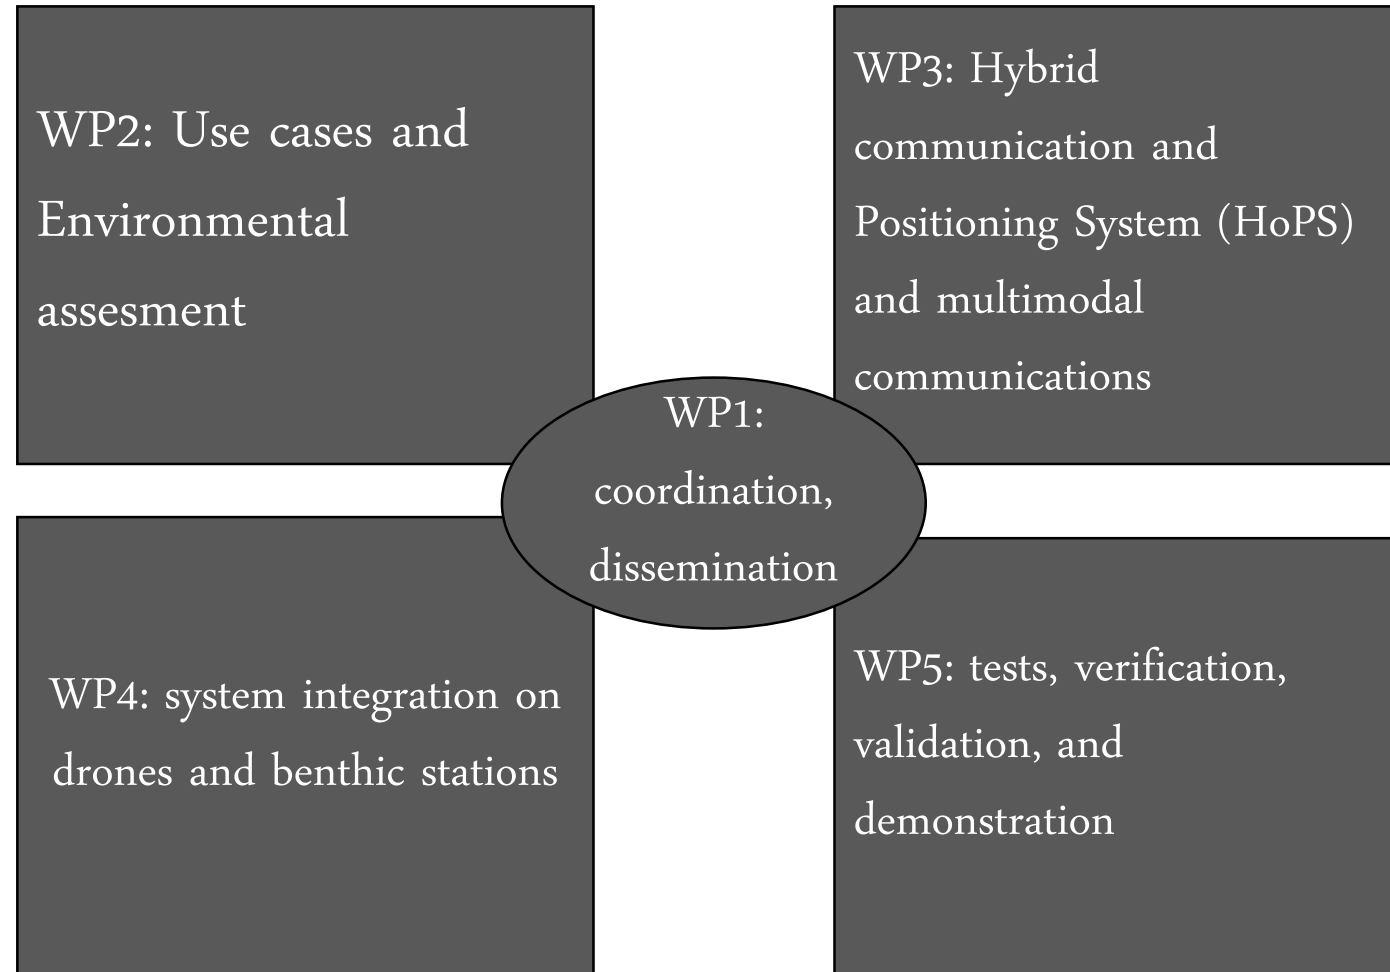 WP2: Use cases and
Environmental
assesment
WP3: Hybrid
communication and
Positioning System (HoPS)
and multimodal
communications
WP1:
coordination,
dissemination
WP4: system integration on
drones and benthic stations
WP5: tests, verification,
validation, and
demonstration